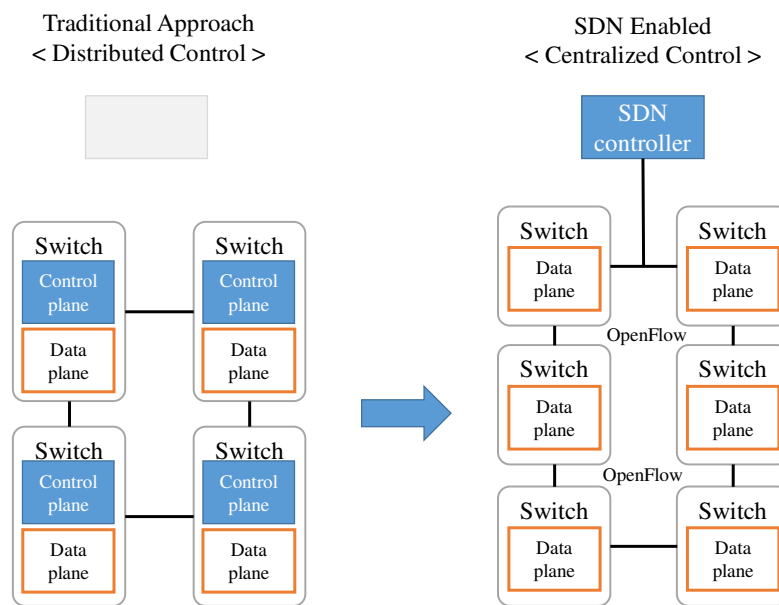 Traditional Approach
< Distributed Control >
Switch
Control
plane
Data
plane
Switch
Control
plane
Data
plane
Switch
Control
plane
Data
plane
Switch
Control
plane
Data
plane
SDN Enabled
< Centralized Control >
SDN
controller
Switch
Data
plane
Switch
Data
plane
OpenFlow
Switch
Data
plane
Switch
Data
plane
OpenFlow
Switch
Data
plane
Switch
Data
plane